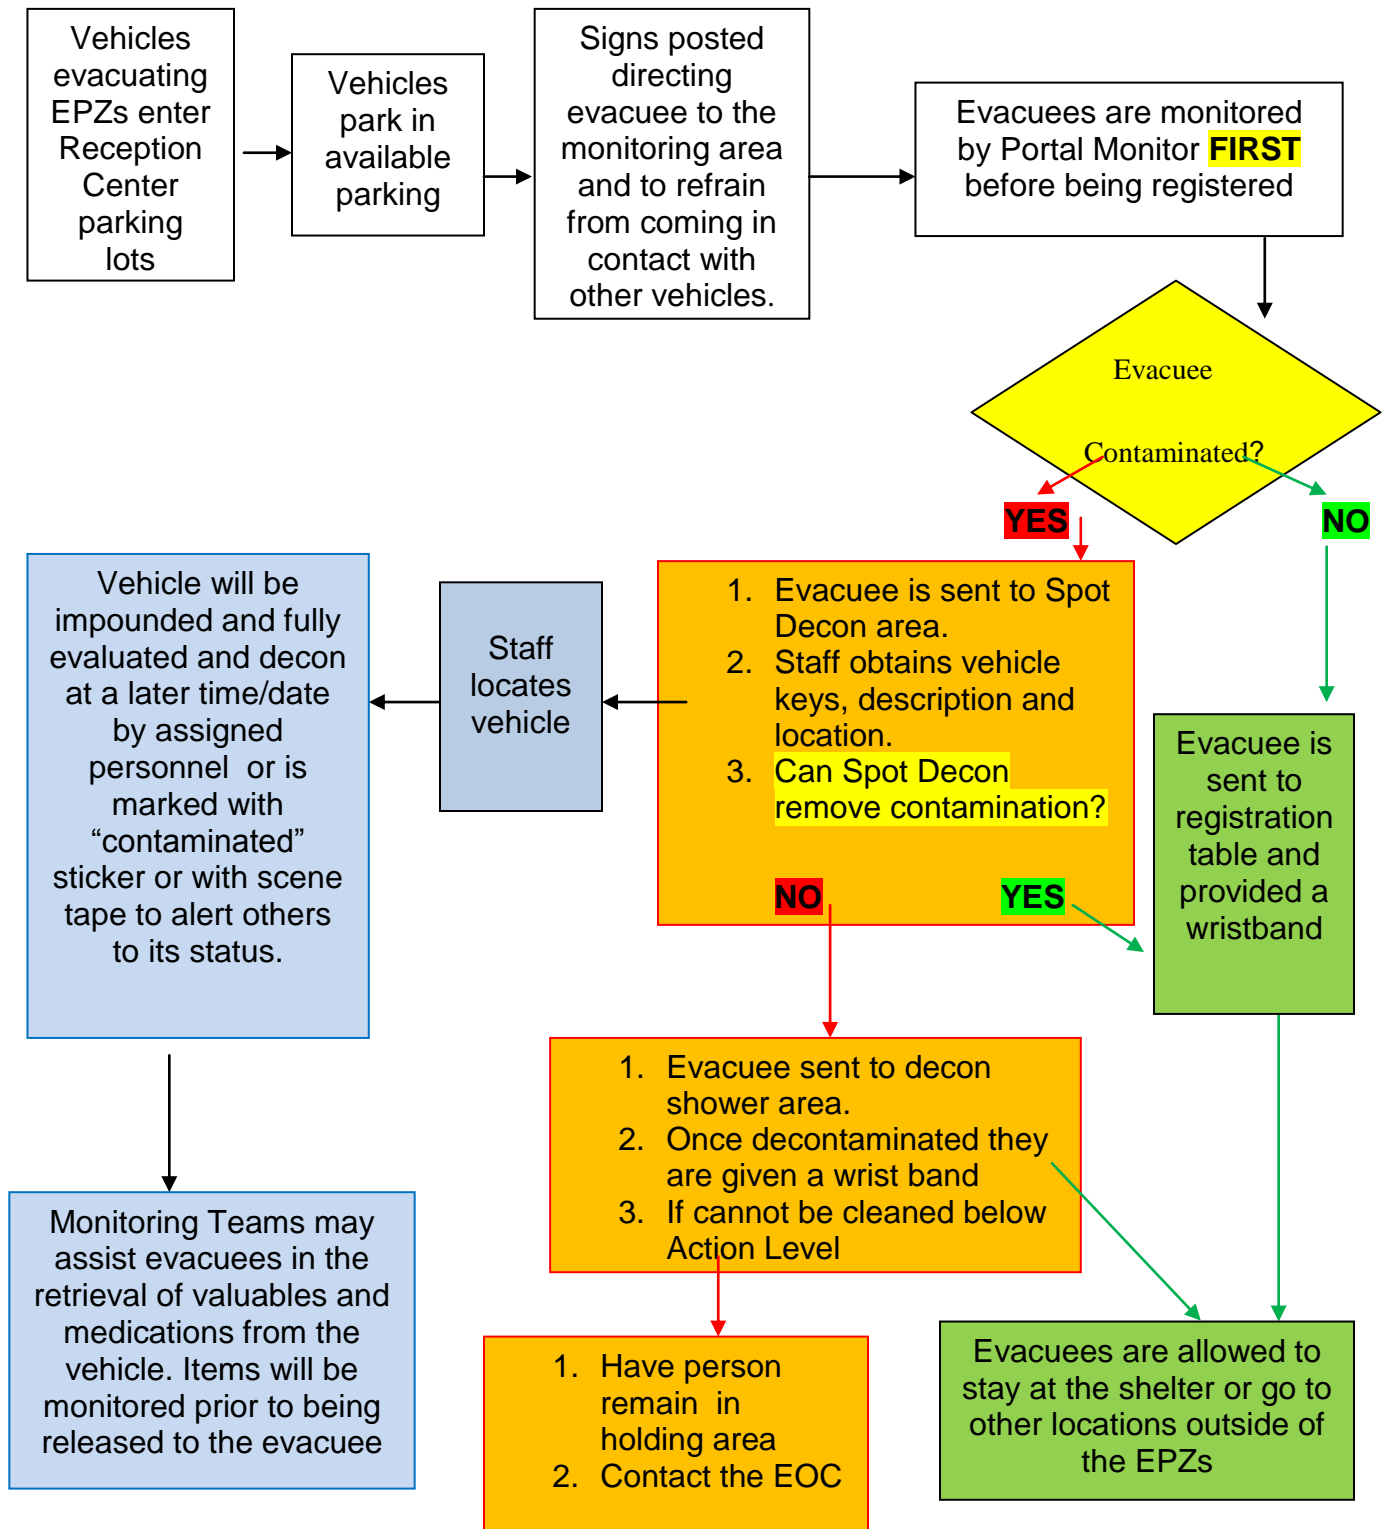 Vehicles
evacuating
EPZs enter
Reception
Center
parking
lots
Vehicles
park in
available
parking
Signs posted
directing
evacuee to the
monitoring area
and to refrain
from coming in
contact with
other vehicles.
Evacuees are monitored
by Portal Monitor FIRST
before being registered
Evacuee
Contaminated?
YES
NO
1. Evacuee is sent to Spot
Decon area.
2. Staff obtains vehicle
keys, description and
location.
3. Can Spot Decon
remove contamination?
NO
YES
Staff
locates
vehicle
Vehicle will be
impounded and fully
evaluated and decon
at a later time/date
by assigned
personnel or is
marked with
“contaminated”
sticker or with scene
tape to alert others
to its status.
Evacuee is
sent to
registration
table and
provided a
wristband
1. Evacuee sent to decon
shower area.
2. Once decontaminated they
are given a wrist band
3. If cannot be cleaned below
Action Level
Monitoring Teams may
assist evacuees in the
retrieval of valuables and
medications from the
vehicle. Items will be
monitored prior to being
released to the evacuee
1. Have person
remain in
holding area
2. Contact the EOC
Evacuees are allowed to
stay at the shelter or go to
other locations outside of
the EPZs